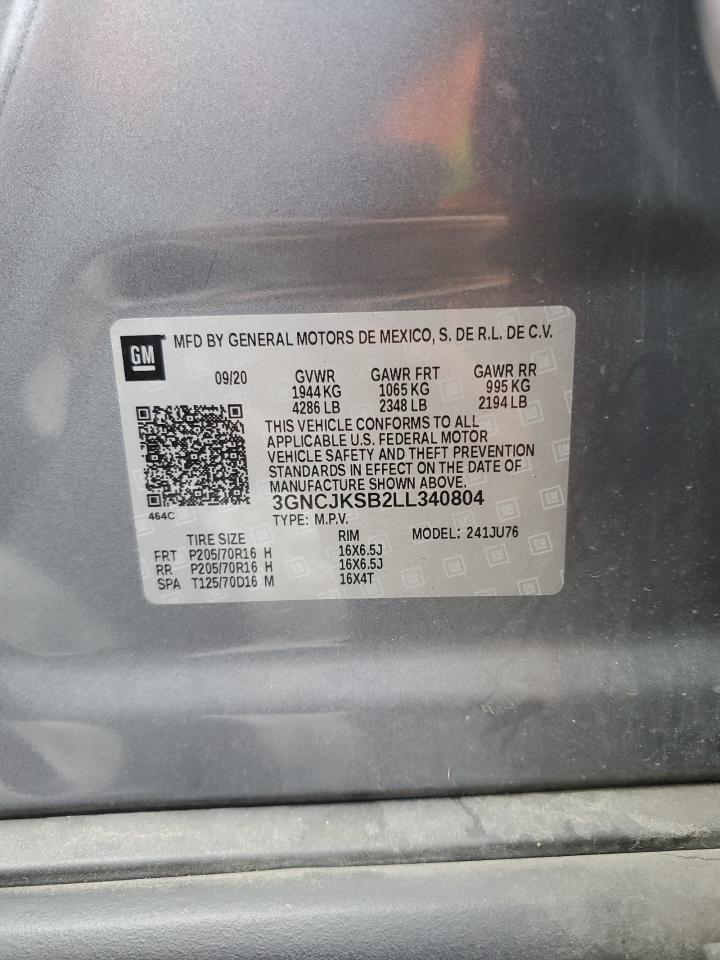 GM MFD BY GENERAL MOTORS DE MEXICO, S. DE R.L. DE C.V.
09/20 GVWR GAWR FRT GAWR RR
1944 KG 1065 KG 995 KG
4286 LB 2348 LB 2194 LB
THIS VEHICLE CONFORMS TO ALL
APPLICABLE U.S. FEDERAL MOTOR
VEHICLE SAFETY AND THEFT PREVENTION
STANDARDS IN EFFECT ON THE DATE OF
MANUFACTURE SHOWN ABOVE.
3GNCJKSB2LL340804
464C
TYPE: M.P.V.
TIRE SIZE RIM MODEL: 241JU76
FRT P205/70R16 H 16X6.5J
RR P205/70R16 H 16X6.5J
SPA T125/70D16 M 16X4T